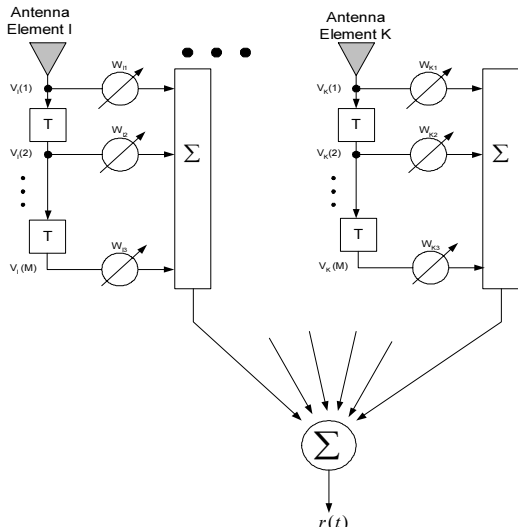 Antenna
Element I
Antenna
Element K
V_I(1)
W_I1
V_K(1)
W_K1
T
Σ
T
Σ
V_I(2)
W_I2
V_K(2)
W_K2
T
T
V_I(M)
W_I3
V_K(M)
W_K3
Σ
r(t)